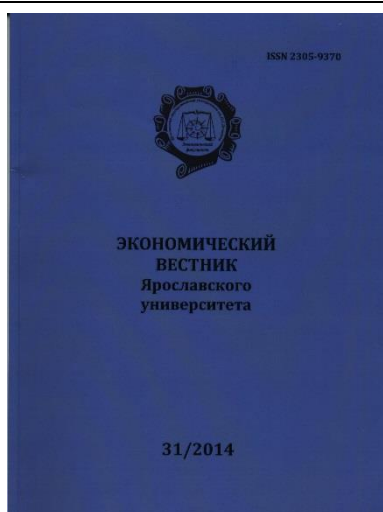 ISSN 2305-9370
ЭКОНОМИЧЕСКИЙ
ВЕСТНИК
Ярославского
университета
31/2014